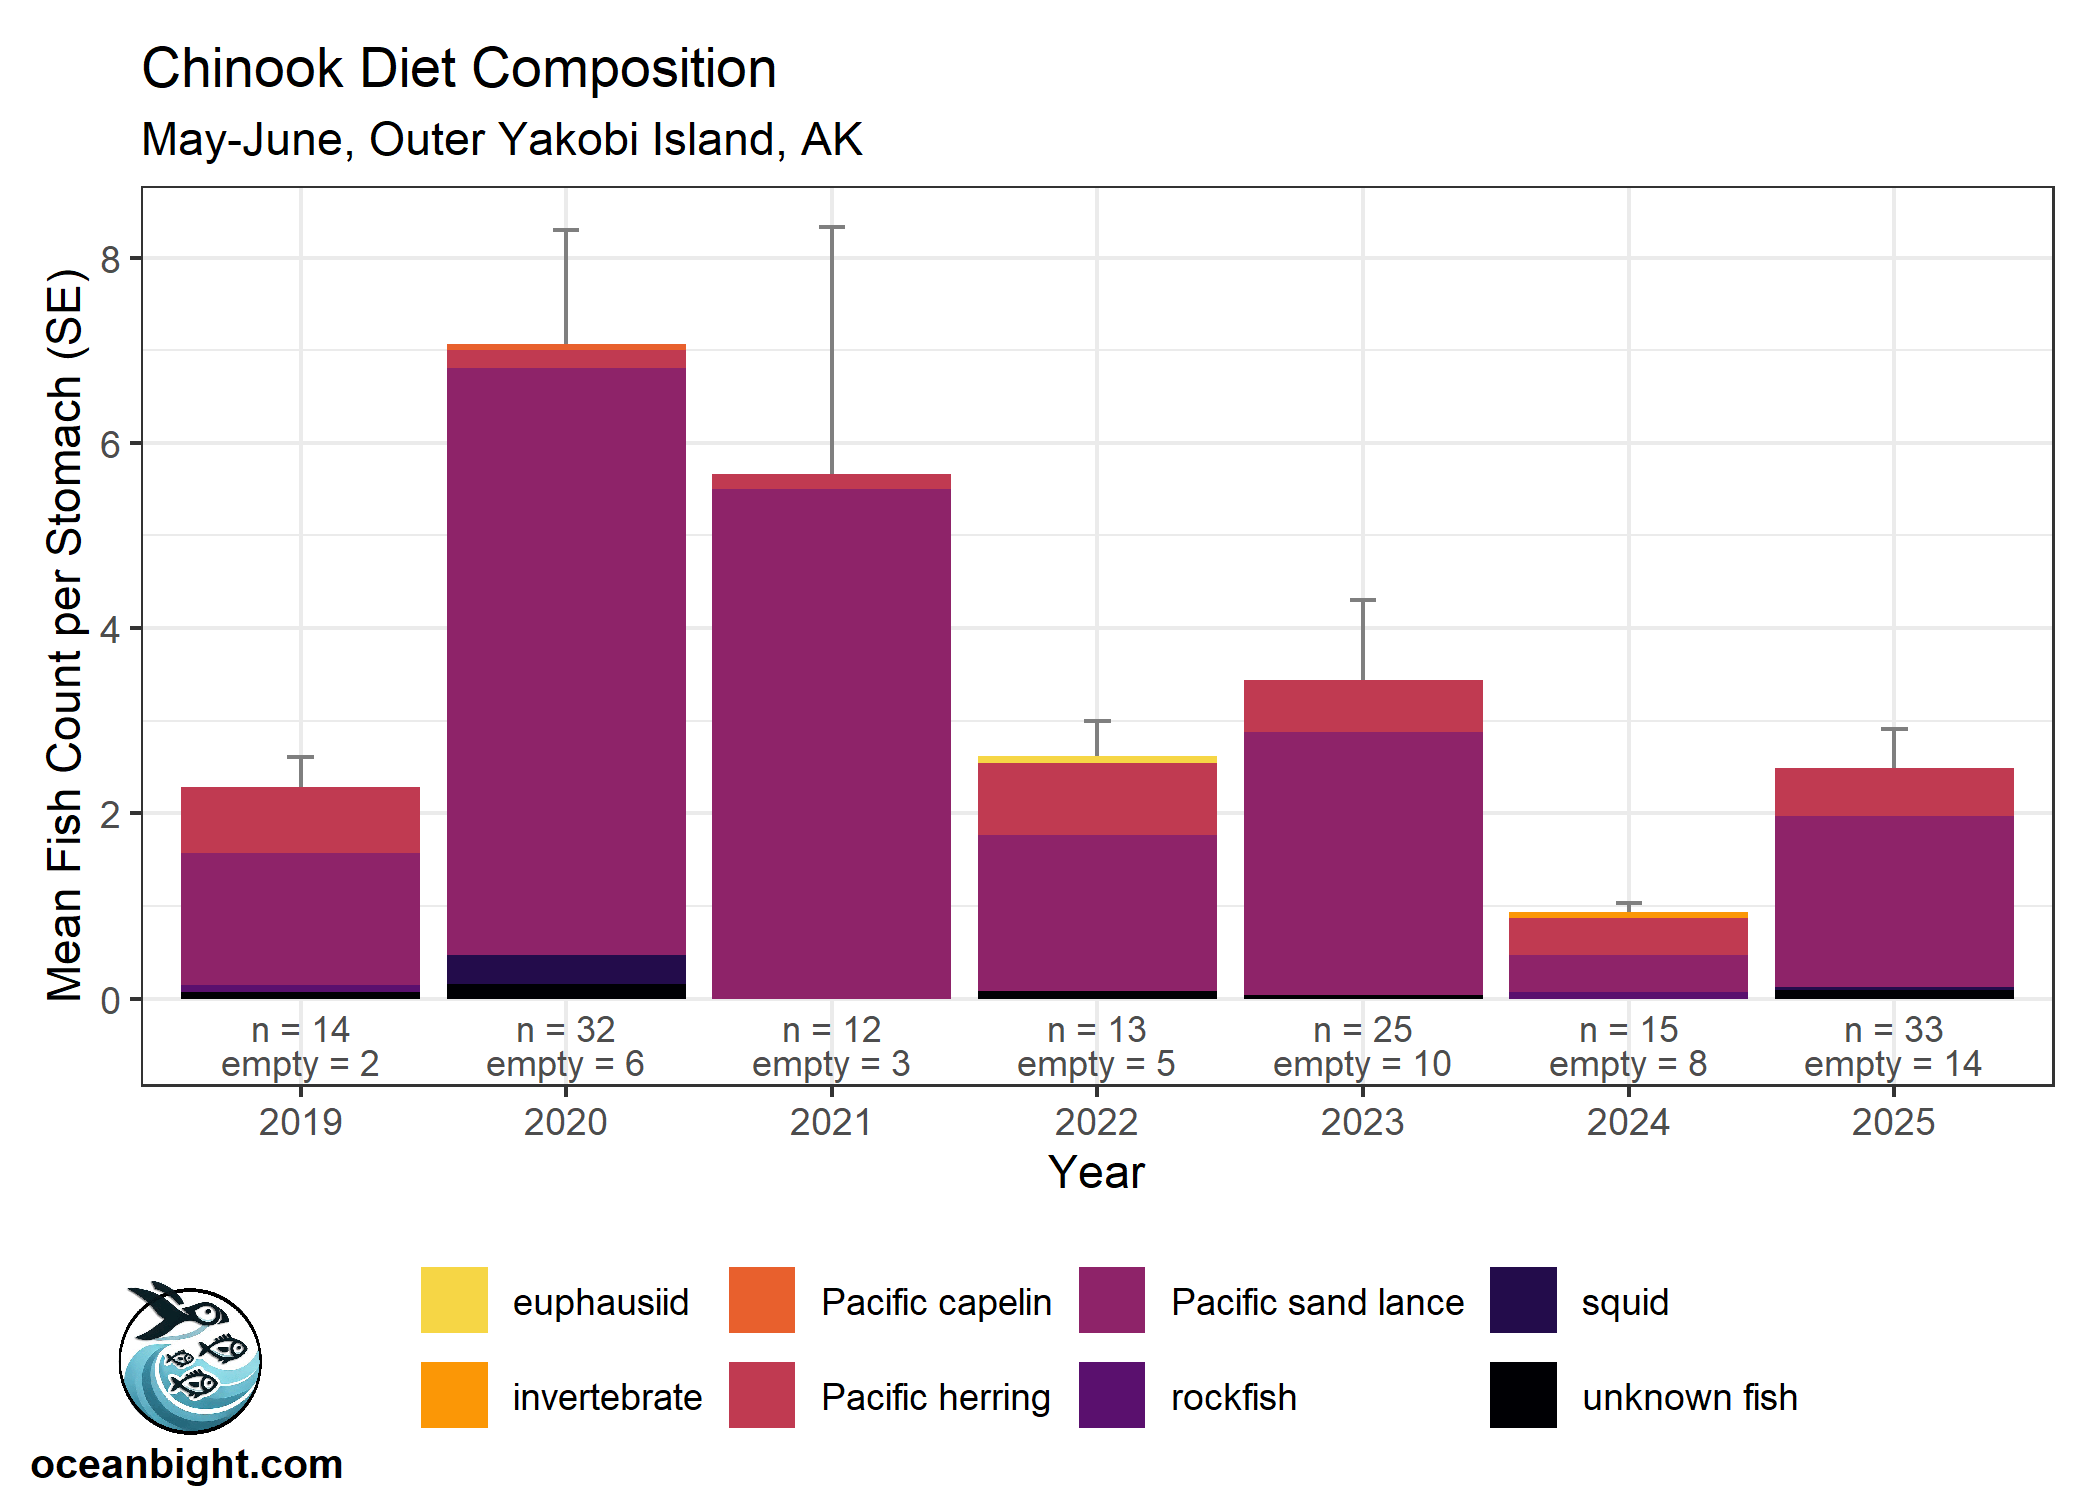 Chinook Diet Composition
May-June, Outer Yakobi Island, AK
Mean Fish Count per Stomach (SE)
8
6
4
2
0
n = 14 n = 32 n = 12 n = 13 n = 25 n = 15 n = 33
empty = 2 empty = 6 empty = 3 empty = 5 empty = 10 empty = 8 empty = 14
2019 2020 2021 2022 2023 2024 2025
Year
euphausiid Pacific capelin Pacific sand lance squid
invertebrate Pacific herring rockfish unknown fish
oceanbight.com